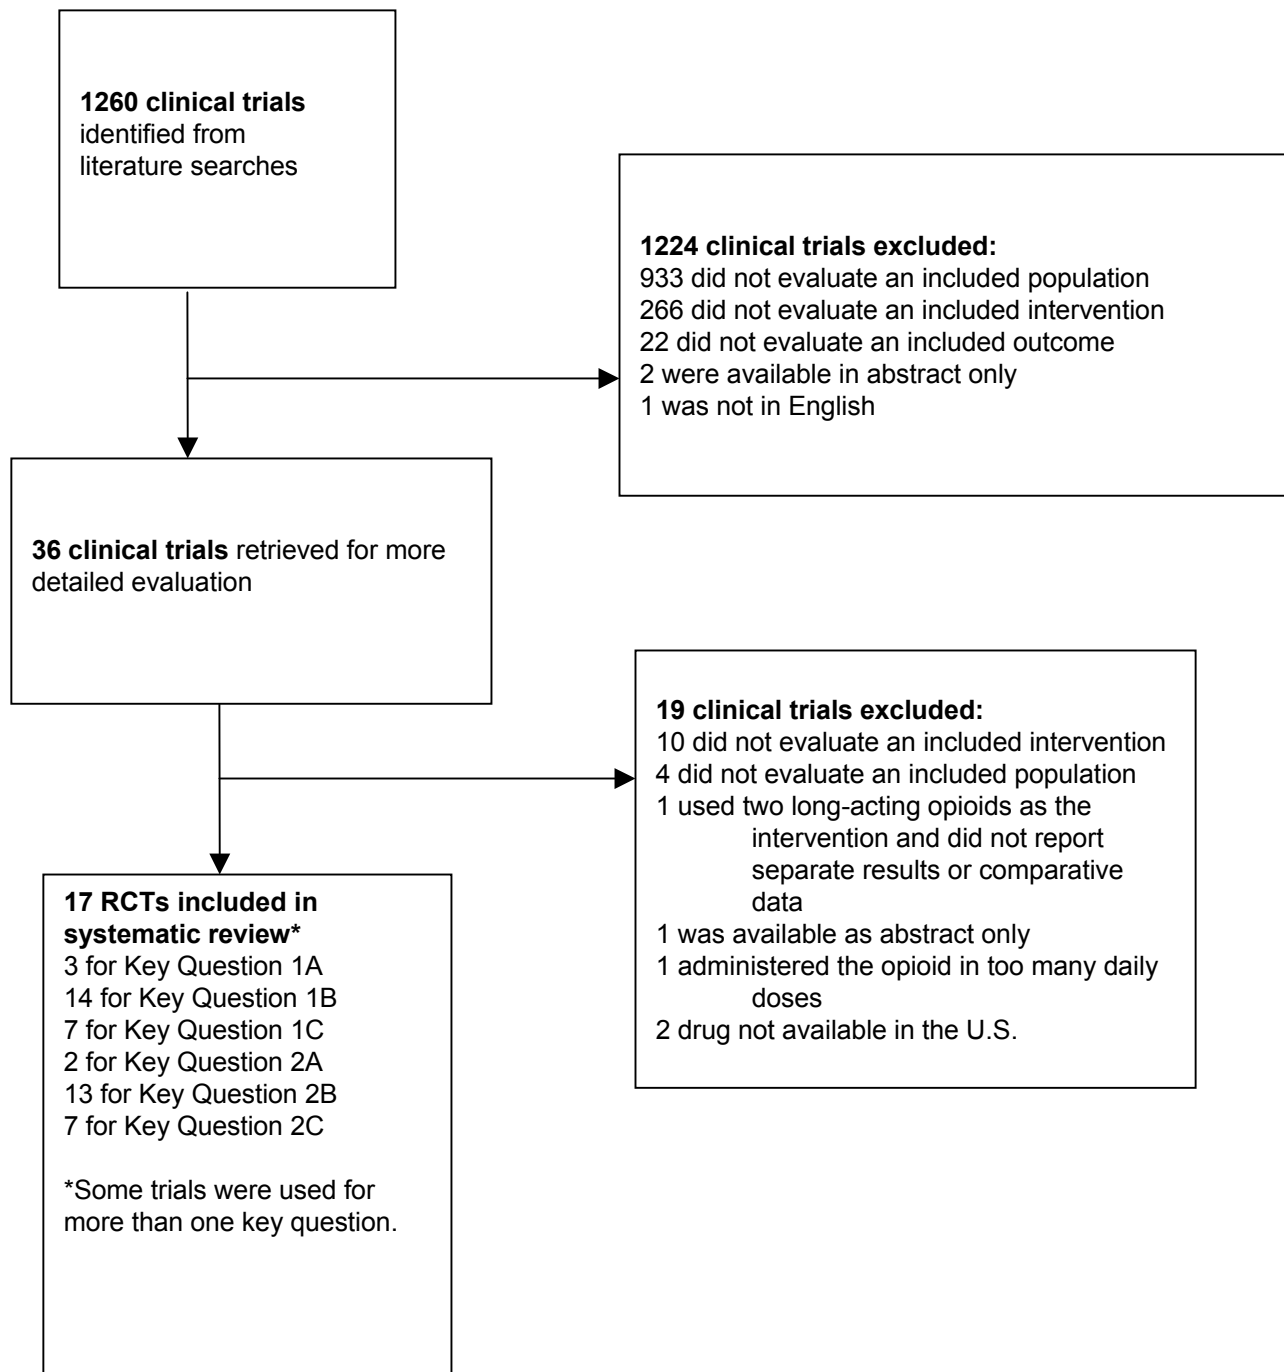 1260 clinical trials
identified from
literature searches
1224 clinical trials excluded:
933 did not evaluate an included population
266 did not evaluate an included intervention
22 did not evaluate an included outcome
2 were available in abstract only
1 was not in English
36 clinical trials retrieved for more
detailed evaluation
19 clinical trials excluded:
10 did not evaluate an included intervention
4 did not evaluate an included population
1 used two long-acting opioids as the
intervention and did not report
separate results or comparative
data
1 was available as abstract only
1 administered the opioid in too many daily
doses
2 drug not available in the U.S.
17 RCTs included in
systematic review*
3 for Key Question 1A
14 for Key Question 1B
7 for Key Question 1C
2 for Key Question 2A
13 for Key Question 2B
7 for Key Question 2C
*Some trials were used for
more than one key question.